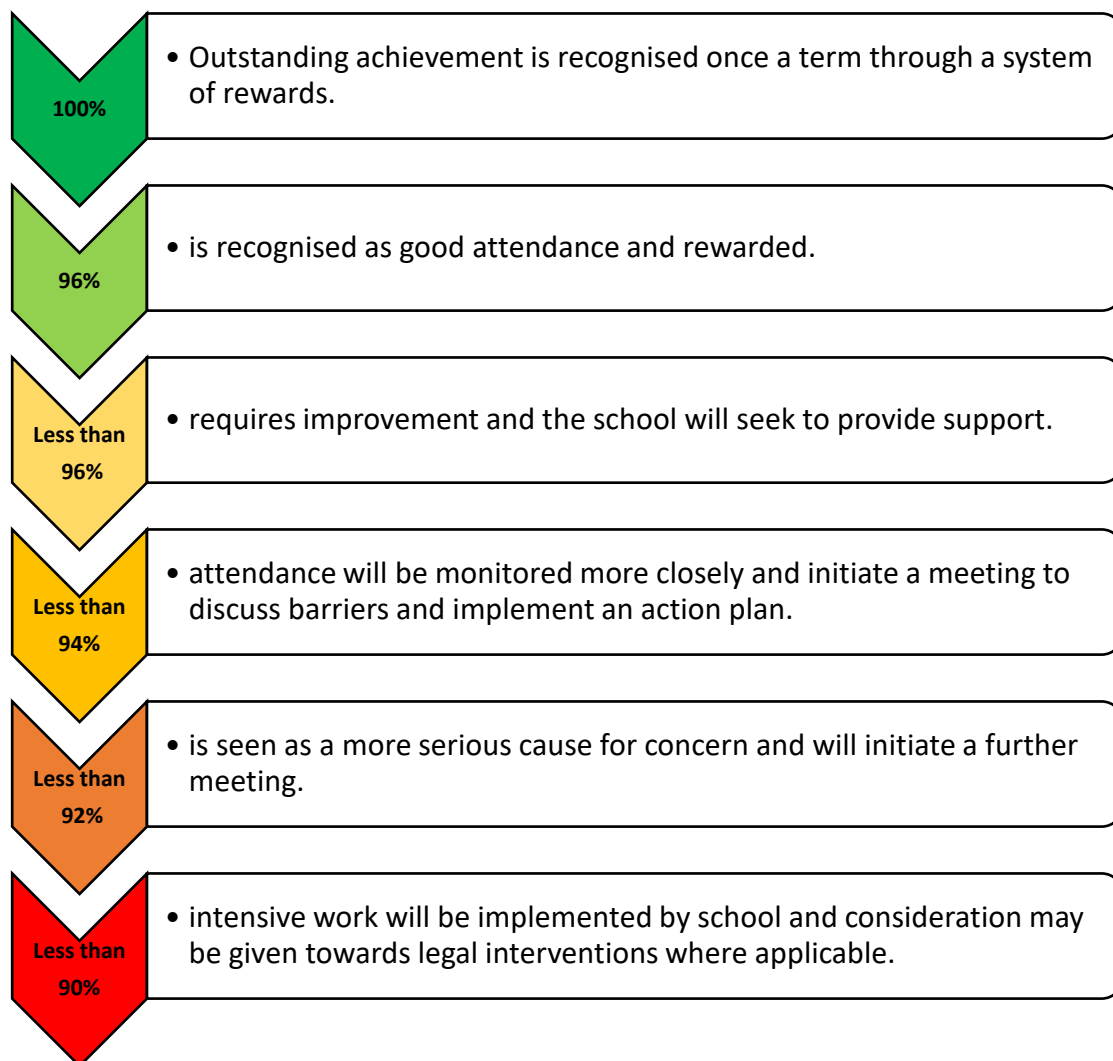 100%
• Outstanding achievement is recognised once a term through a system
of rewards.
96%
• is recognised as good attendance and rewarded.
Less than
96%
• requires improvement and the school will seek to provide support.
Less than
94%
• attendance will be monitored more closely and initiate a meeting to
discuss barriers and implement an action plan.
Less than
92%
• is seen as a more serious cause for concern and will initiate a further
meeting.
Less than
90%
• intensive work will be implemented by school and consideration may
be given towards legal interventions where applicable.